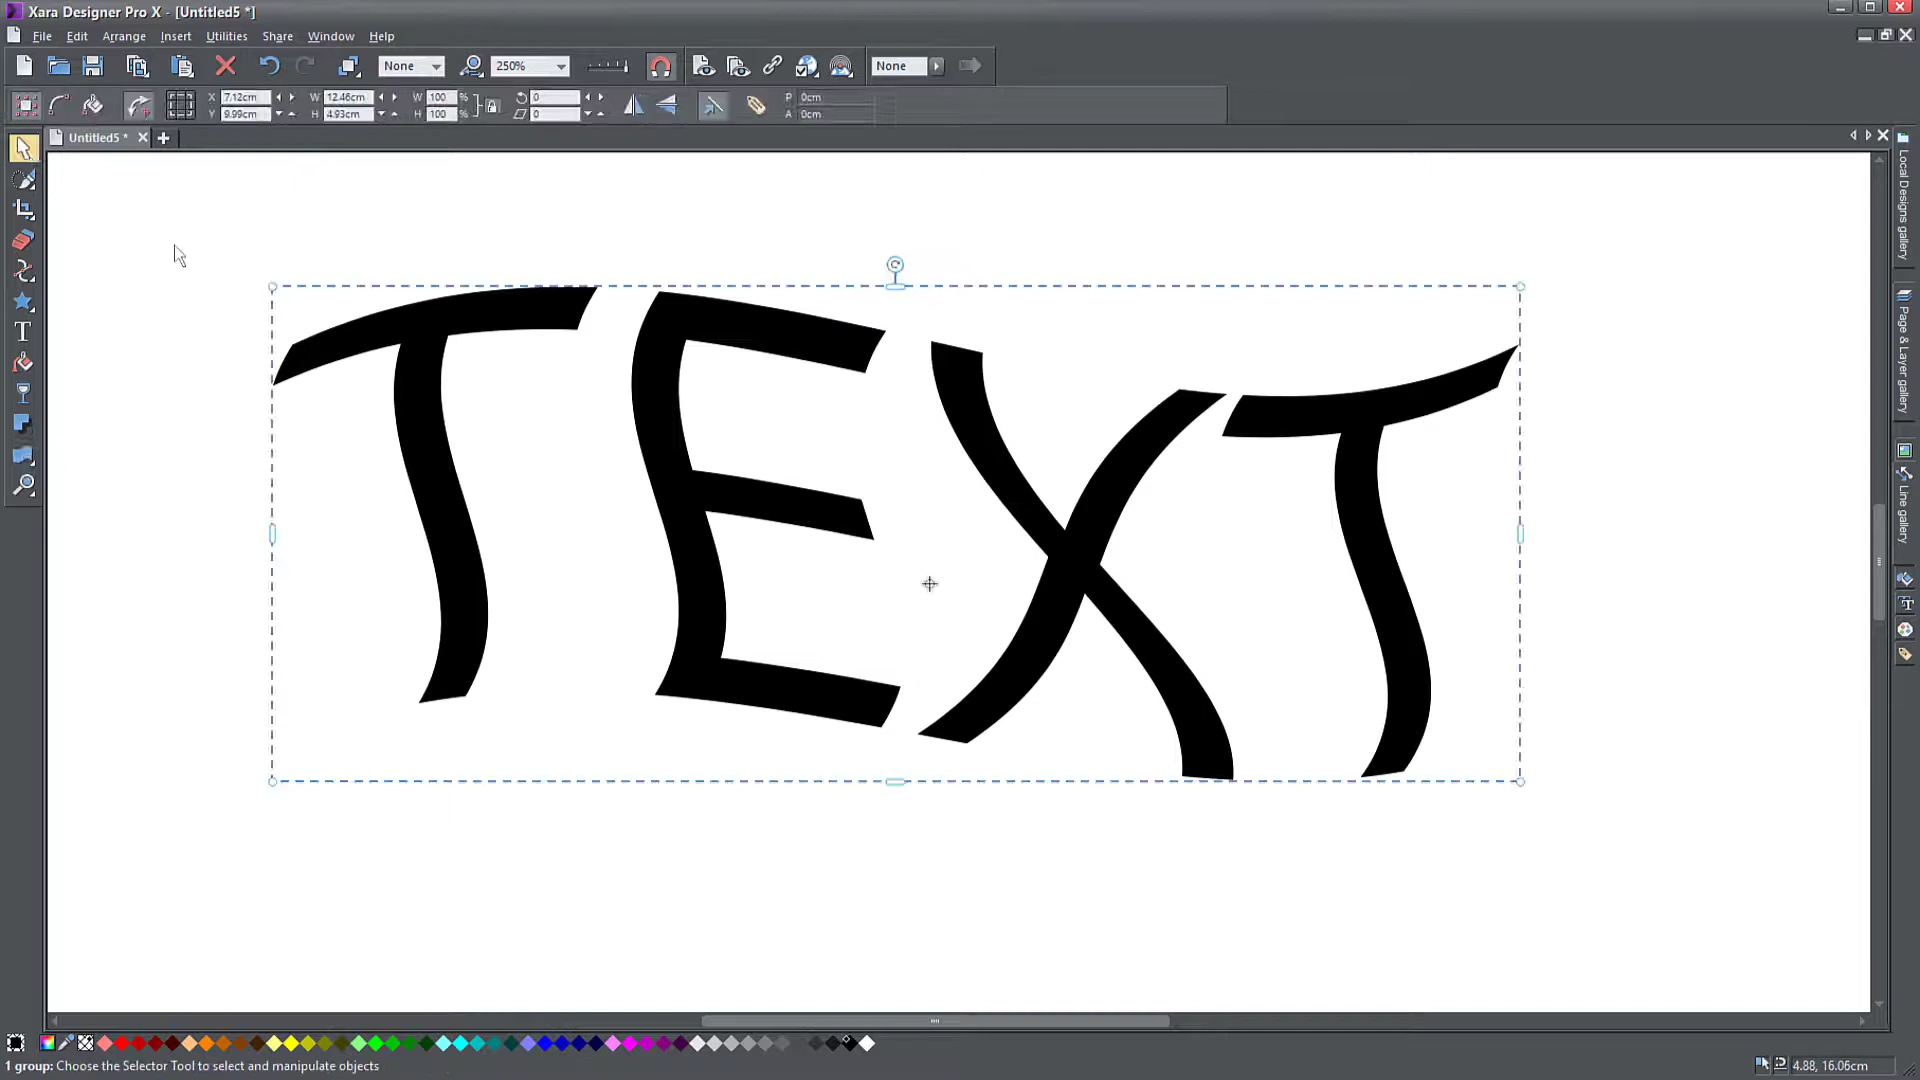 Xara Designer Pro X - [Untitled5 *]
File Edit Arrange Insert Utilities Share Window Help
None 250% None
X 7.12cm W 12.46cm W 100 % 0 P 0cm
Y 9.99cm H 4.93cm H 100 % 0 A 0cm
Untitled5 *
TEXT
Local Designs gallery
Page & Layer gallery
Line gallery
1 group: Choose the Selector Tool to select and manipulate objects
4.88, 16.06cm